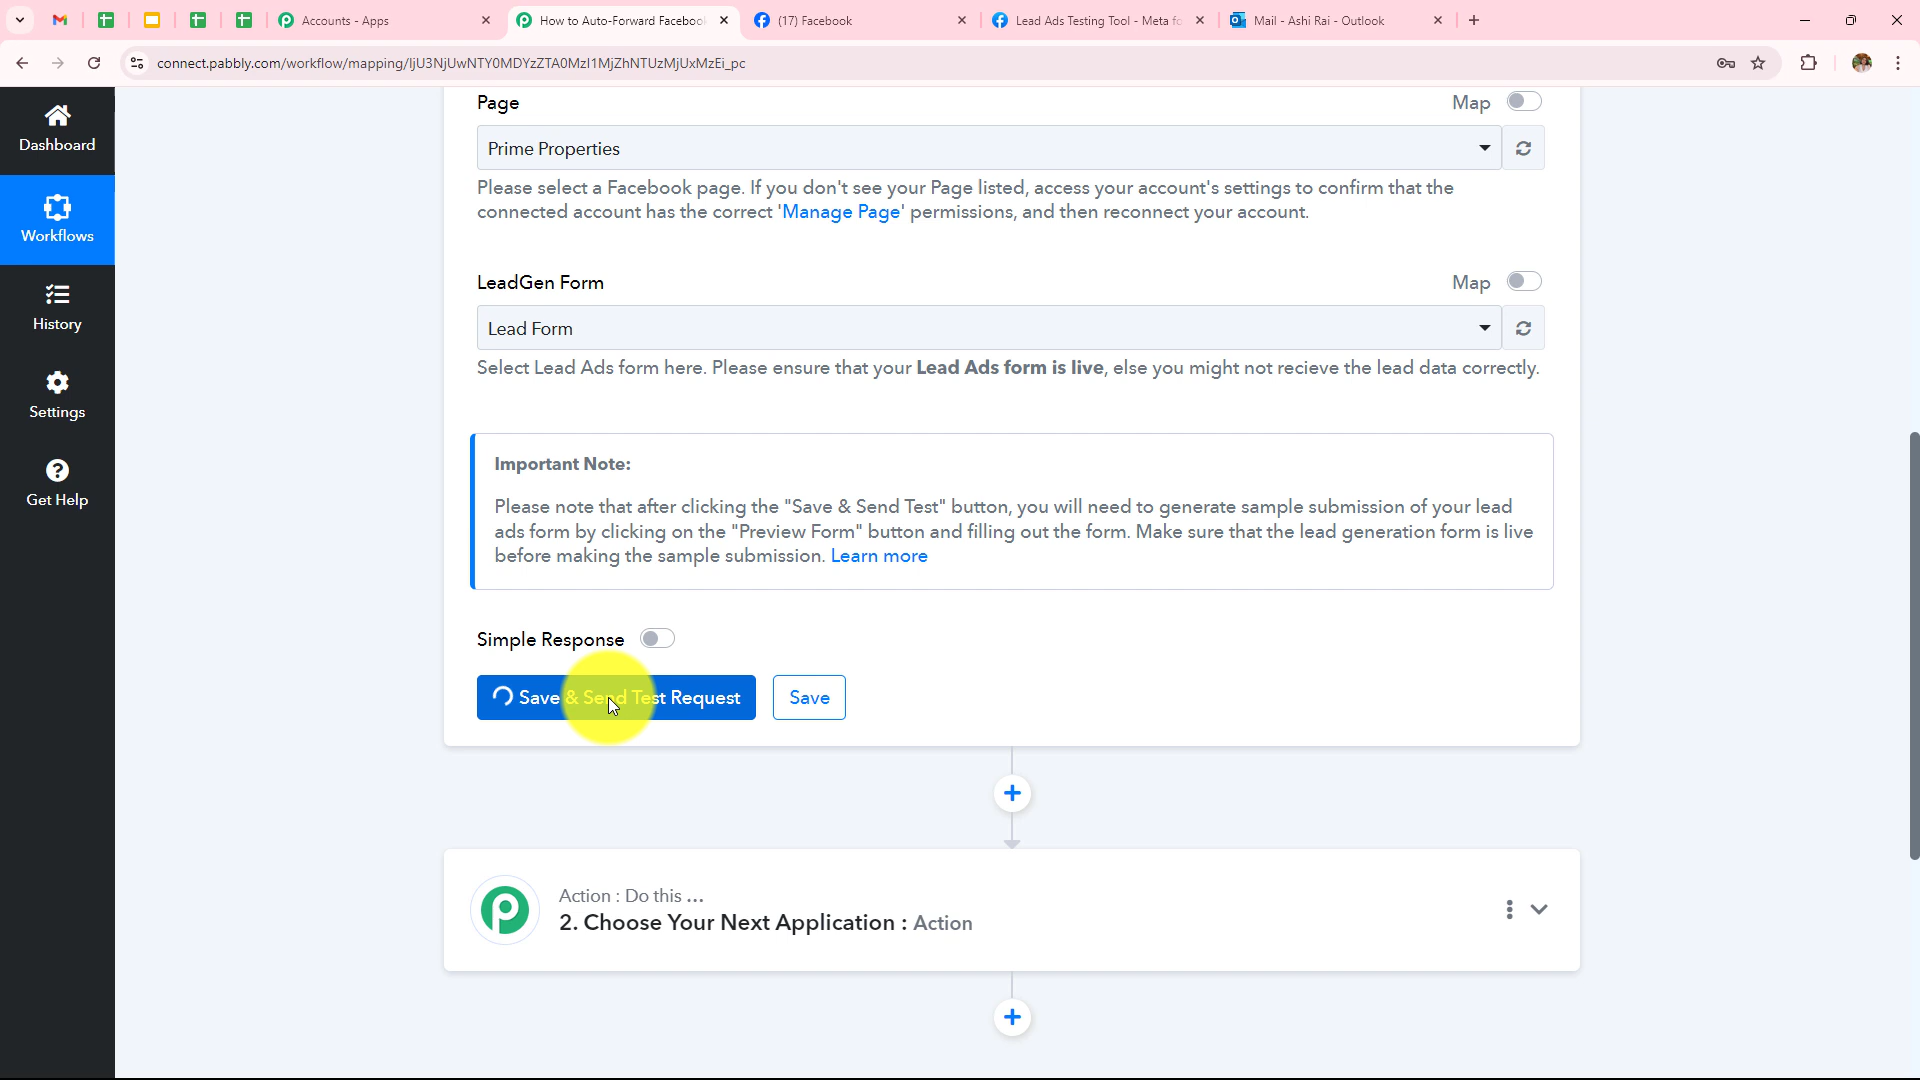 Accounts - Apps
How to Auto-Forward Faceboo
(17) Facebook
Lead Ads Testing Tool - Meta fo
Mail - Ashi Rai - Outlook
connect.pabbly.com/workflow/mapping/IjU3NjUwNTY0MDYzZTA0MzI1MjZhNTUzMjUxMzEi_pc
Dashboard
Workflows
History
Settings
Get Help
Page
Map
Prime Properties
Please select a Facebook page. If you don't see your Page listed, access your account's settings to confirm that the
connected account has the correct 'Manage Page' permissions, and then reconnect your account.
LeadGen Form
Map
Lead Form
Select Lead Ads form here. Please ensure that your Lead Ads form is live, else you might not recieve the lead data correctly.
Important Note:
Please note that after clicking the "Save & Send Test" button, you will need to generate sample submission of your lead
ads form by clicking on the "Preview Form" button and filling out the form. Make sure that the lead generation form is live
before making the sample submission. Learn more
Simple Response
Save & Send Test Request
Save
Action : Do this ...
2. Choose Your Next Application : Action